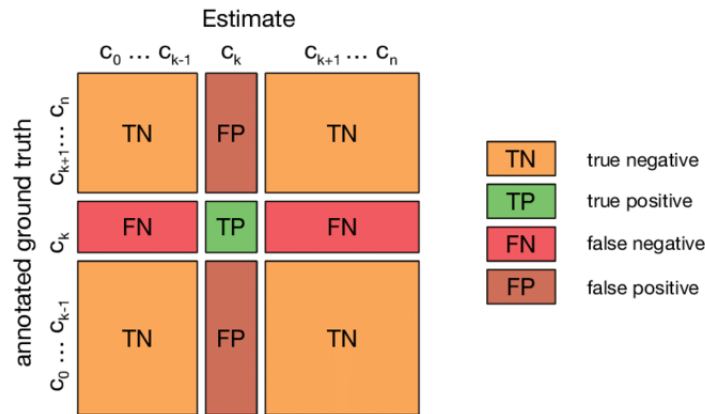 Estimate
c0 ... ck-1 ck ck+1 ... cn
annotated ground truth
ck+1 ... cn
TN FP TN
ck
FN TP FN
c0 ... ck-1
TN FP TN
TN true negative
TP true positive
FN false negative
FP false positive